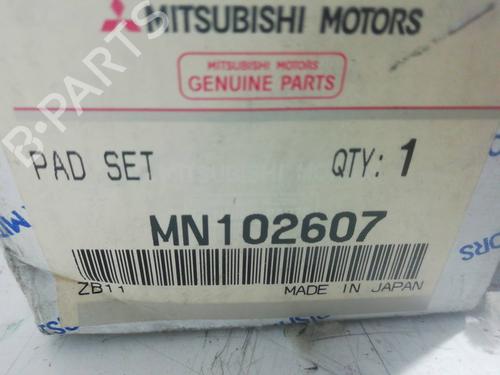 MITSUBISHI MOTORS
MITSUBISHI MOTORS
GENUINE PARTS
B-PARTS
PAD SET QTY: 1
MN102607
ZB11 MADE IN JAPAN